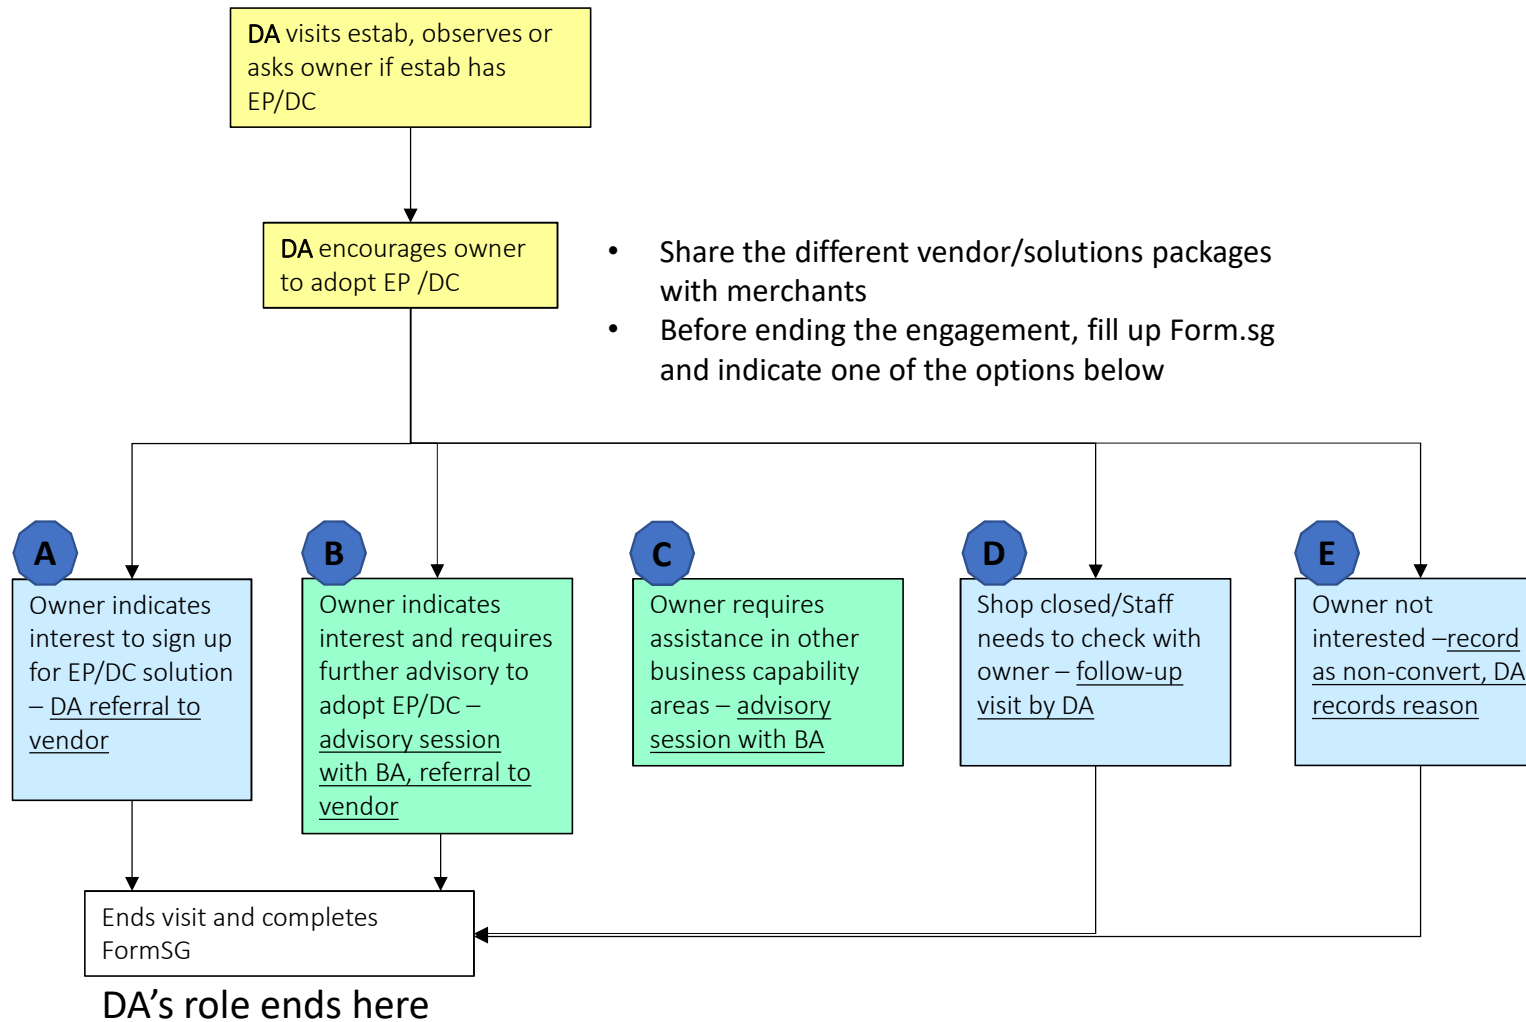 DA visits estab, observes or
asks owner if estab has
EP/DC
DA encourages owner
to adopt EP /DC
• Share the different vendor/solutions packages
with merchants
• Before ending the engagement, fill up Form.sg
and indicate one of the options below
A
Owner indicates
interest to sign up
for EP/DC solution
– DA referral to
vendor
B
Owner indicates
interest and requires
further advisory to
adopt EP/DC –
advisory session
with BA, referral to
vendor
C
Owner requires
assistance in other
business capability
areas – advisory
session with BA
D
Shop closed/Staff
needs to check with
owner – follow-up
visit by DA
E
Owner not
interested –record
as non-convert, DA
records reason
Ends visit and completes
FormSG
DA's role ends here